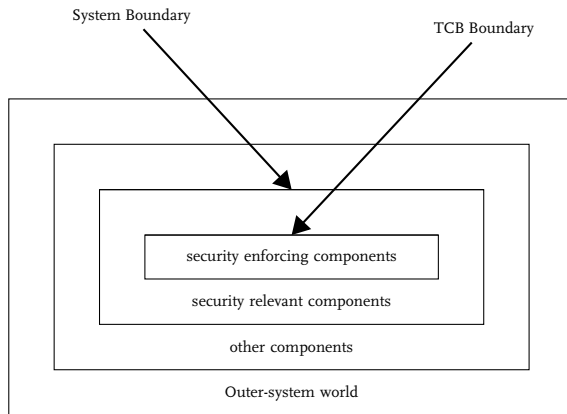 System Boundary
TCB Boundary
security enforcing components
security relevant components
other components
Outer-system world